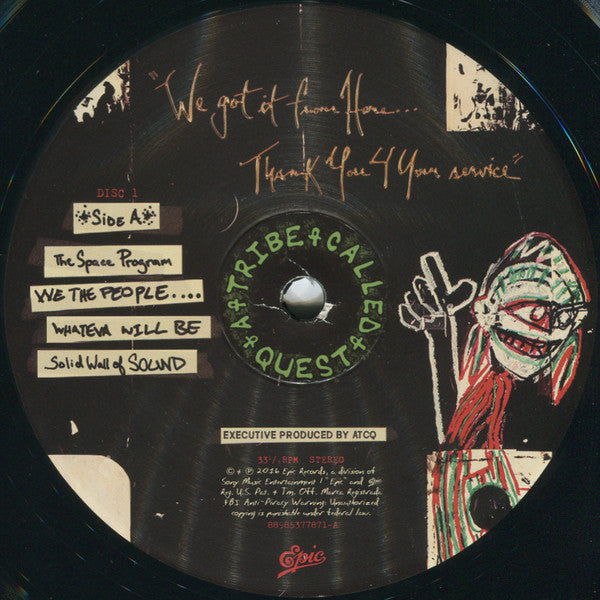 "We got it from Here...
Thank You 4 Your service"
DISC 1
*Side A*
The Space Program
WE THE PEOPLE....
WHATEVA WILL BE
Solid Wall of SOUND
A TRIBE CALLED QUEST
EXECUTIVE PRODUCED BY ATCQ
33⅓ RPM STEREO
© & ℗ 2016 Epic Records, a division of
Sony Music Entertainment / "Epic" and
Reg. U.S. Pat. & Tm. Off. Marca Registrada.
FBI Anti-Piracy Warning: Unauthorized
copying is punishable under federal law.
88985377871-A
Epic